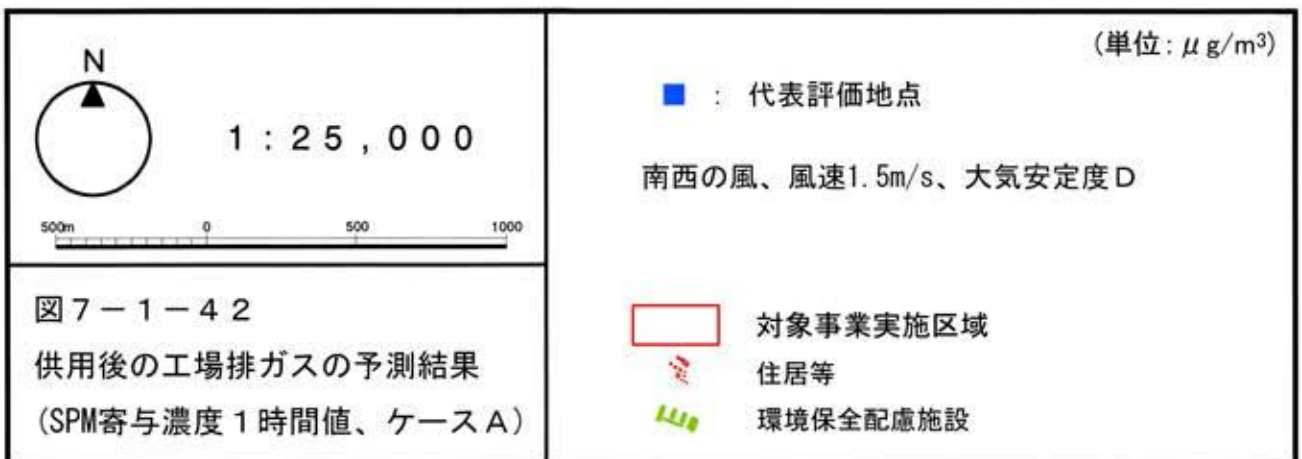 N
1:25,000
500m 0 500 1000
図7-1-42
供用後の工場排ガスの予測結果
(SPM寄与濃度1時間値、ケースA)
(単位:μg/m³)
: 代表評価地点
南西の風、風速1.5m/s、大気安定度D
対象事業実施区域
住居等
環境保全配慮施設